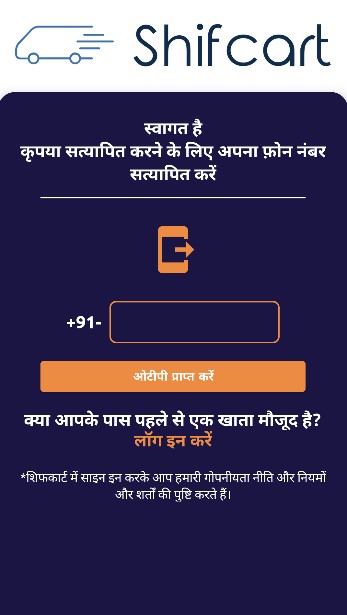 Shifcart
स्वागत है
कृपया सत्यापित करने के लिए अपना फ़ोन नंबर
सत्यापित करें
+91-
ओटीपी प्राप्त करें
क्या आपके पास पहले से एक खाता मौजूद है?
लॉग इन करें
*शिफकार्ट में साइन इन करके आप हमारी गोपनीयता नीति और नियमों
और शर्तों की पुष्टि करते हैं।